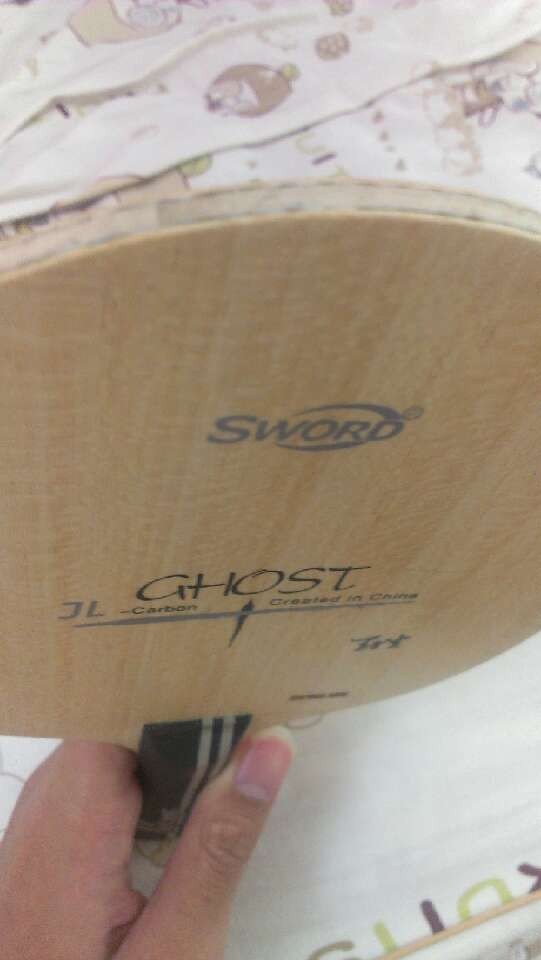 SWORD®
GHOST
JL -Carbon Created in China